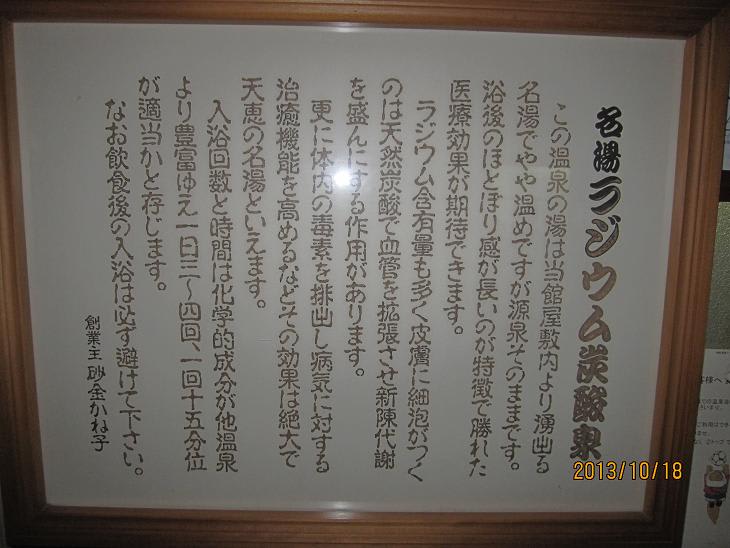 名湯ラジウム炭酸泉
この温泉の湯は当館屋敷内より湧出る
名湯でやや温めですが源泉そのままです。
浴後のほとぼり感が長いのが特徴で勝れた
医療効果が期待できます。
ラジウム含有量も多く皮膚に細泡がつく
のは天然炭酸で血管を拡張させ新陳代謝
を盛んにする作用があります。
更に体内の毒素を排出し病気に対する
治癒機能を高めるなどその効果は絶大で
天恵の名湯といえます。
入浴回数と時間は化学的成分が他温泉
より豊富ゆえ一日三～四回、一回十五分位
が適当かと存じます。
なお飲食後の入浴は必ず避けて下さい。
創業主 砂金かね子
2013/10/18